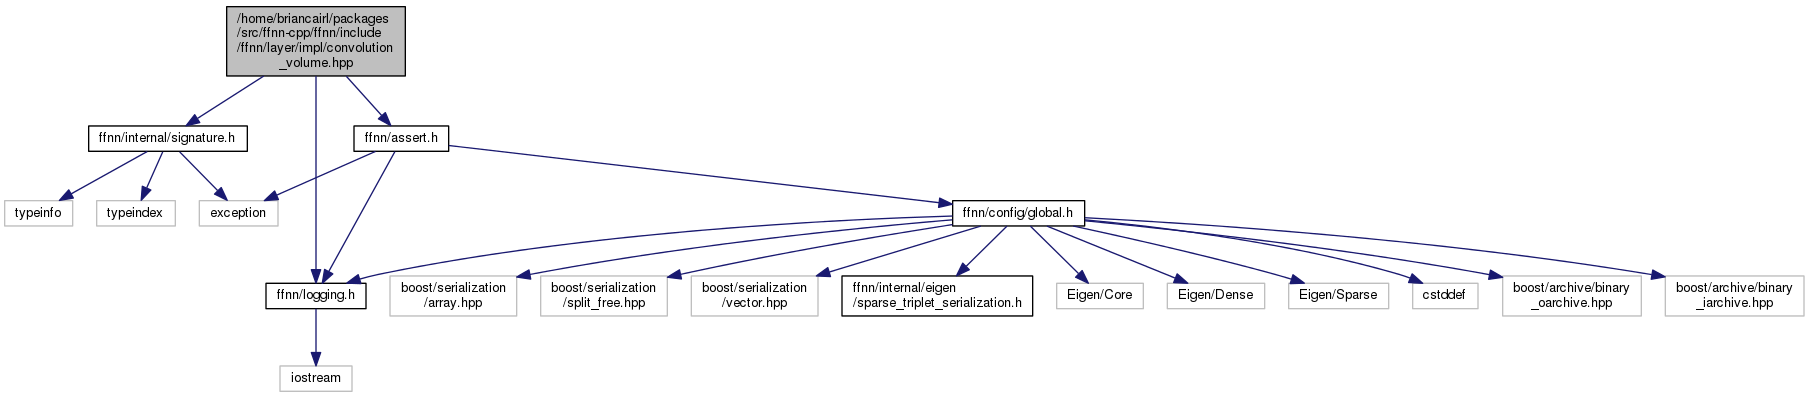 /home/briancairl/packages
/src/ffnn-cpp/ffnn/include
/ffnn/layer/impl/convolution
_volume.hpp
ffnn/internal/signature.h
ffnn/assert.h
typeinfo
typeindex
exception
ffnn/config/global.h
ffnn/logging.h
boost/serialization
/array.hpp
boost/serialization
/split_free.hpp
boost/serialization
/vector.hpp
ffnn/internal/eigen
/sparse_triplet_serialization.h
Eigen/Core
Eigen/Dense
Eigen/Sparse
cstddef
boost/archive/binary
_oarchive.hpp
boost/archive/binary
_iarchive.hpp
iostream